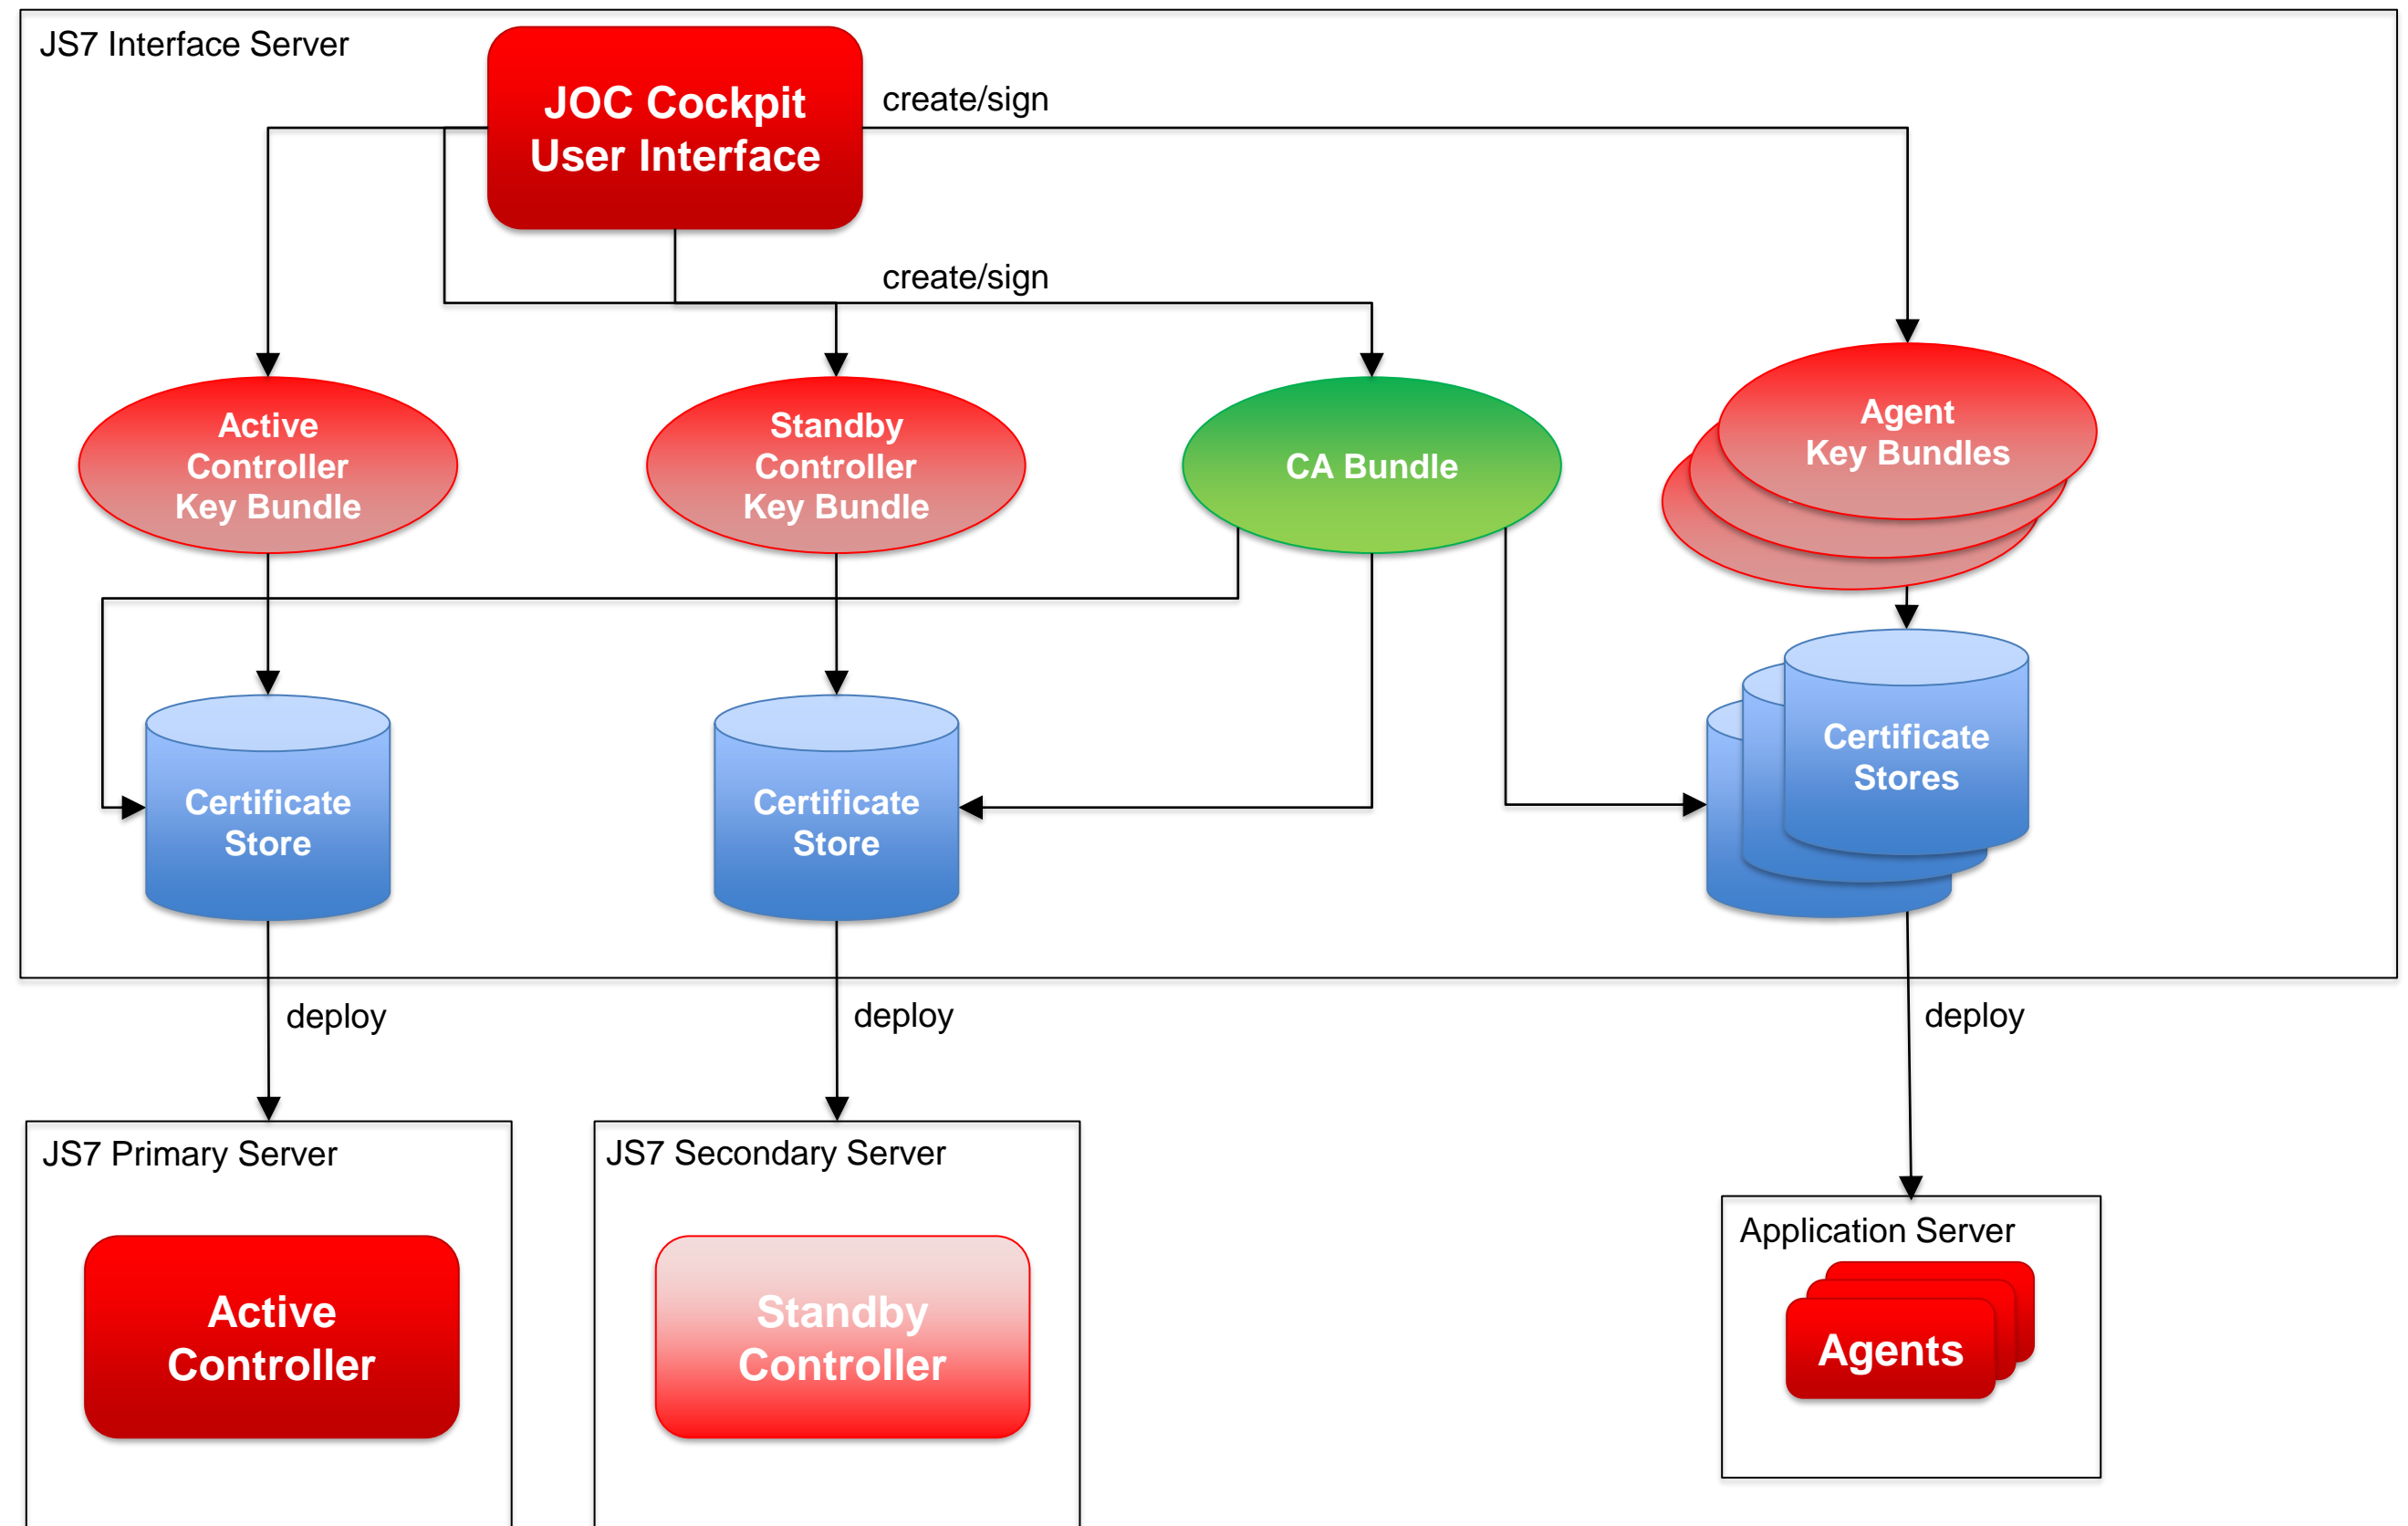 JS7 Interface Server
JOC Cockpit
User Interface
create/sign
create/sign
Active
Controller
Key Bundle
Standby
Controller
Key Bundle
CA Bundle
Agent
Key Bundles
Certificate
Store
Certificate
Store
Certificate
Stores
deploy
deploy
deploy
JS7 Primary Server
Active
Controller
JS7 Secondary Server
Standby
Controller
Application Server
Agents